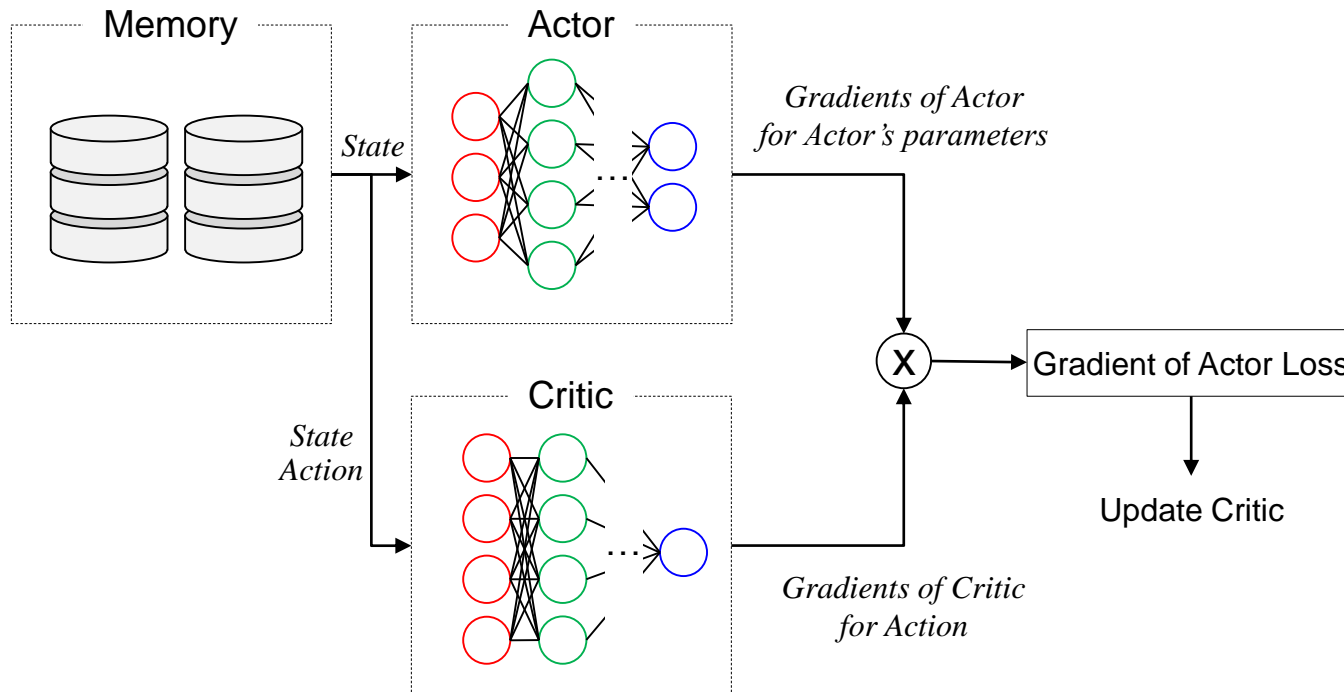 Memory
Actor
State
Gradients of Actor
for Actor’s parameters
...
X
Gradient of Actor Loss
Critic
State
Action
...
Update Critic
Gradients of Critic
for Action